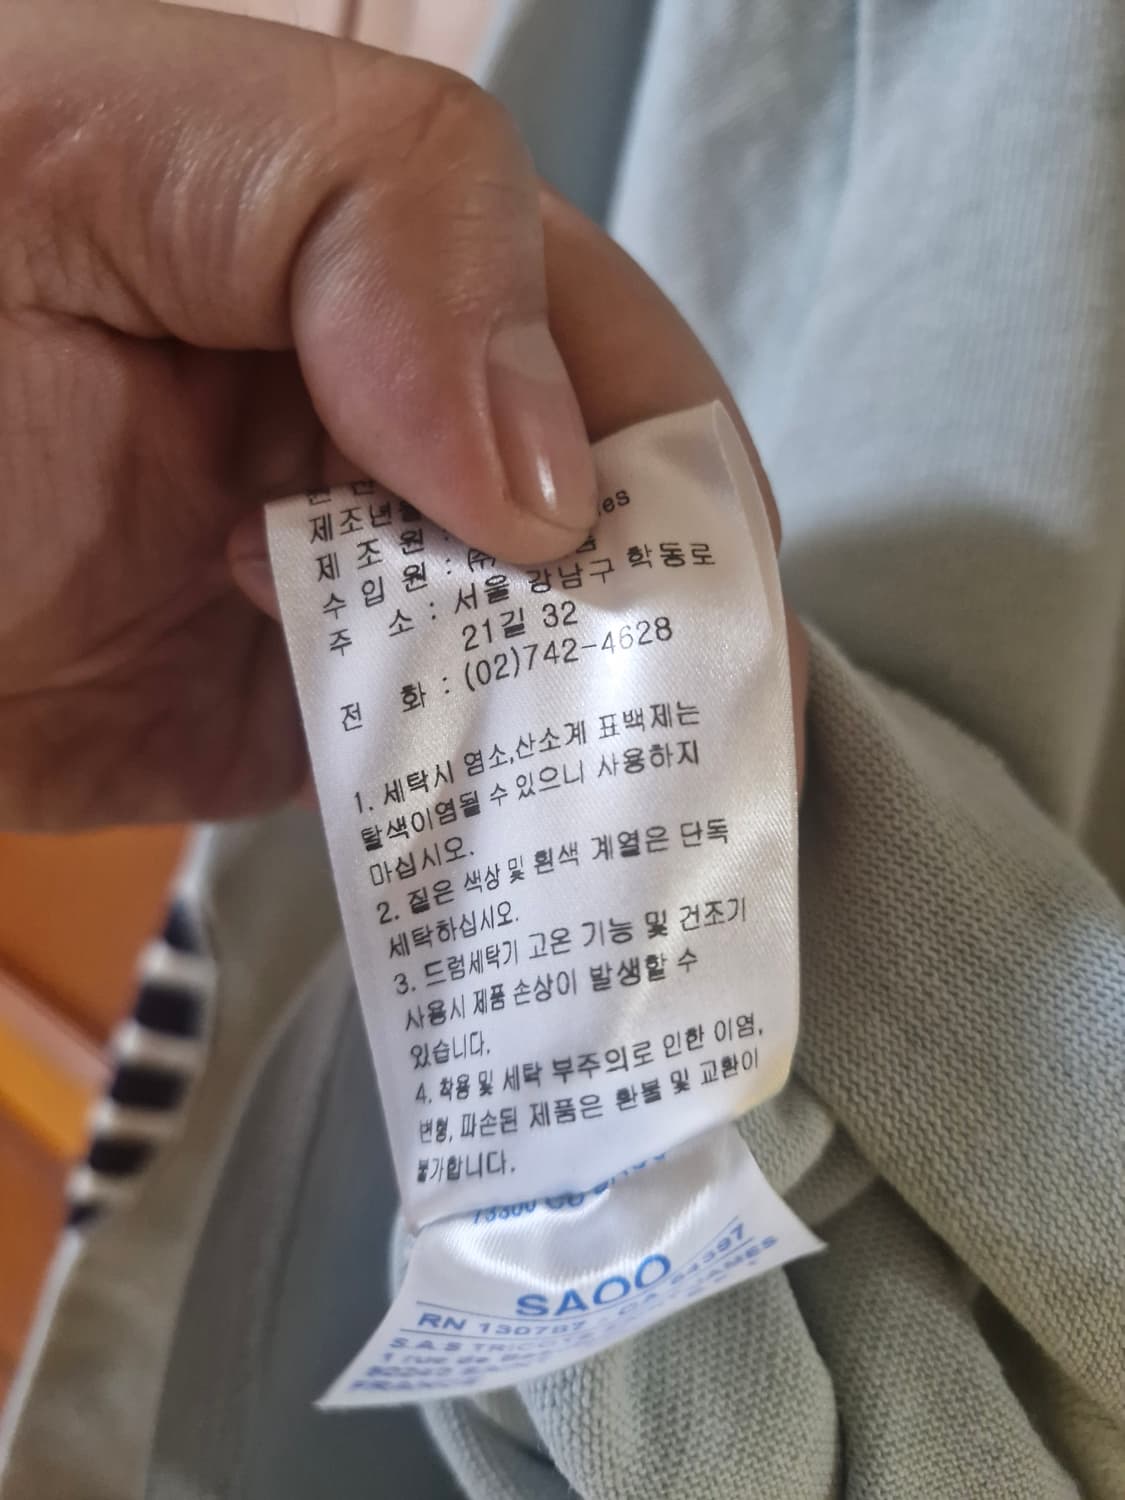 제조년월
제 조 원 : es
수 입 원 : (주)
주 소 : 서울 강남구 학동로
21길 32
전 화 : (02)742-4628
1. 세탁시 염소,산소계 표백제는
탈색이염될 수 있으니 사용하지
마십시오.
2. 짙은 색상 및 흰색 계열은 단독
세탁하십시오.
3. 드럼세탁기 고온 기능 및 건조기
사용시 제품 손상이 발생할 수
있습니다.
4. 착용 및 세탁 부주의로 인한 이염,
변형, 파손된 제품은 환불 및 교환이
불가합니다.
SAOO
RN 130787
S.A.S TRICOTS
FRANCE